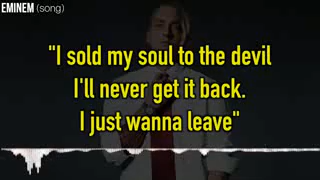 EMINEM (song)
"I sold my soul to the devil
I'll never get it back.
I just wanna leave"